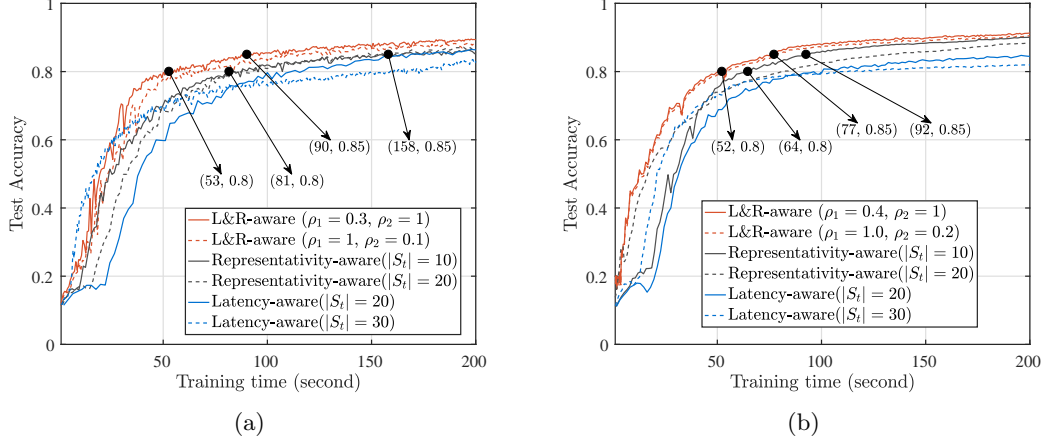 1
0.8
0.6
0.4
0.2
0
Test Accuracy
50
100
150
200
Training time (second)
(90, 0.85)
(158, 0.85)
(53, 0.8)
(81, 0.8)
L&R-aware (ρ₁ = 0.3, ρ₂ = 1)
L&R-aware (ρ₁ = 1, ρ₂ = 0.1)
Representativity-aware(|Sₜ| = 10)
Representativity-aware(|Sₜ| = 20)
Latency-aware(|Sₜ| = 20)
Latency-aware(|Sₜ| = 30)
(a)
1
0.8
0.6
0.4
0.2
0
Test Accuracy
50
100
150
200
Training time (second)
(77, 0.85)
(92, 0.85)
(52, 0.8)
(64, 0.8)
L&R-aware (ρ₁ = 0.4, ρ₂ = 1)
L&R-aware (ρ₁ = 1.0, ρ₂ = 0.2)
Representativity-aware(|Sₜ| = 10)
Representativity-aware(|Sₜ| = 20)
Latency-aware(|Sₜ| = 20)
Latency-aware(|Sₜ| = 30)
(b)